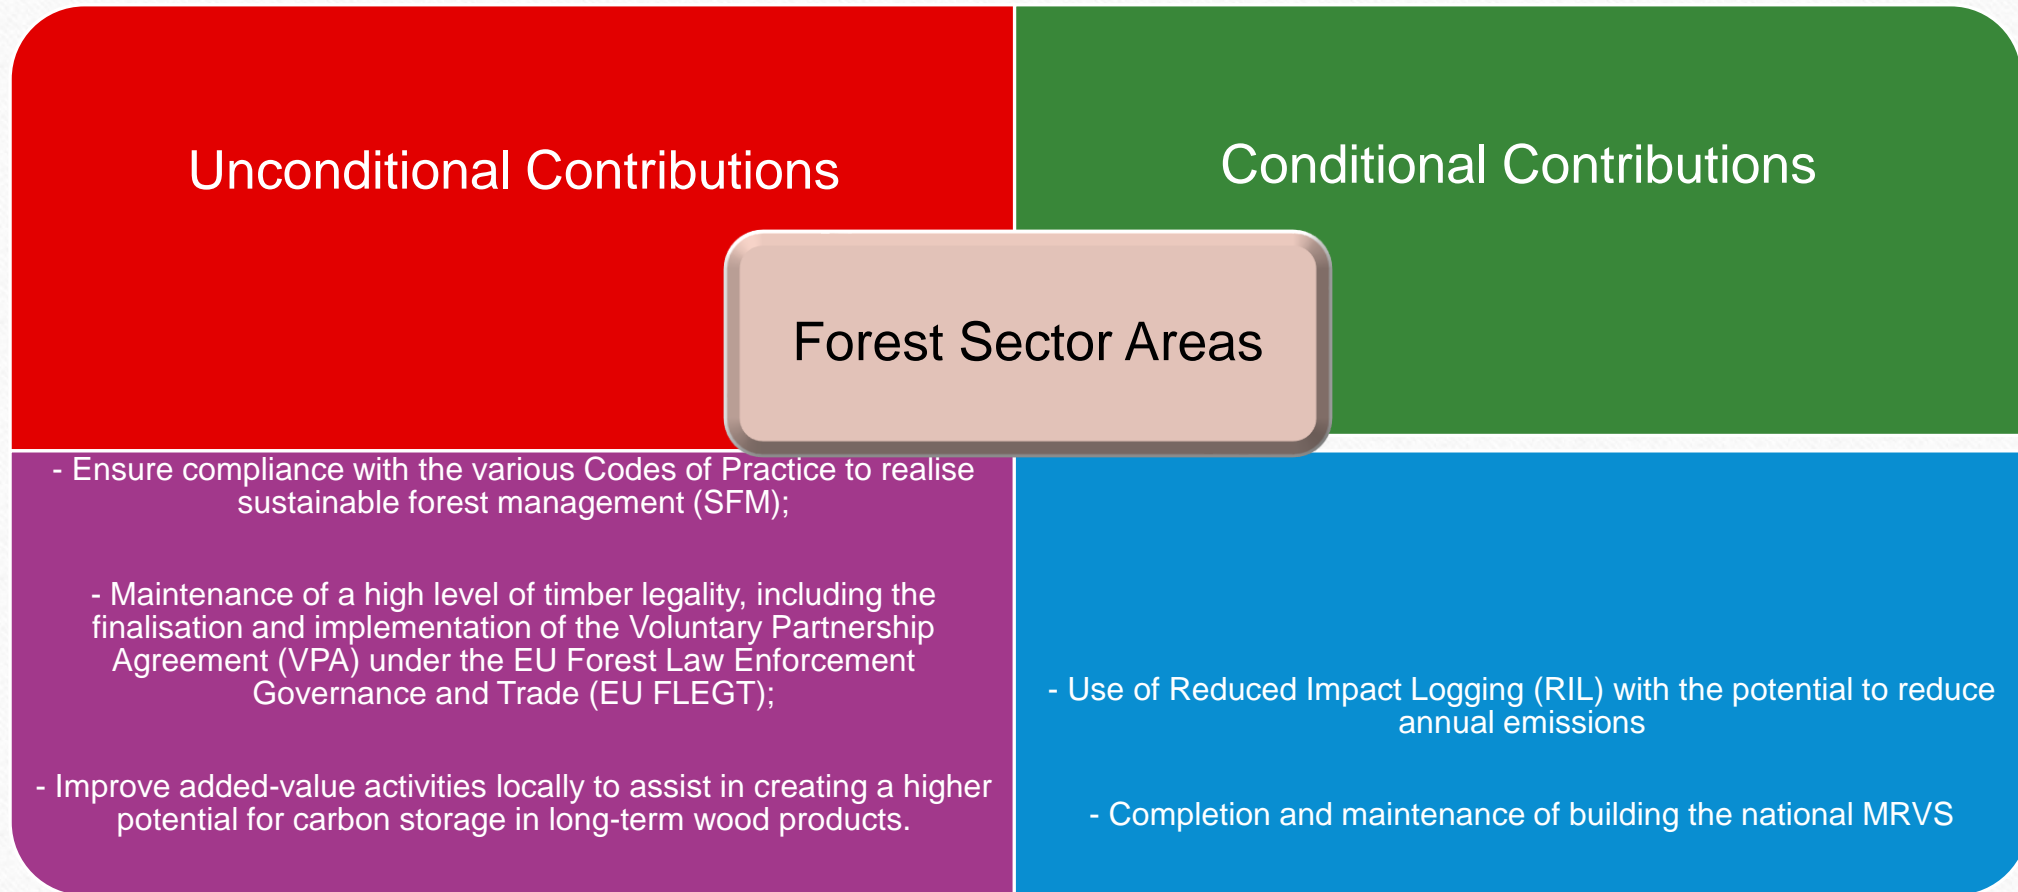 Unconditional Contributions
Conditional Contributions
Forest Sector Areas
- Ensure compliance with the various Codes of Practice to realise
sustainable forest management (SFM);
- Maintenance of a high level of timber legality, including the
finalisation and implementation of the Voluntary Partnership
Agreement (VPA) under the EU Forest Law Enforcement
Governance and Trade (EU FLEGT);
- Improve added-value activities locally to assist in creating a higher
potential for carbon storage in long-term wood products.
- Use of Reduced Impact Logging (RIL) with the potential to reduce
annual emissions
- Completion and maintenance of building the national MRVS